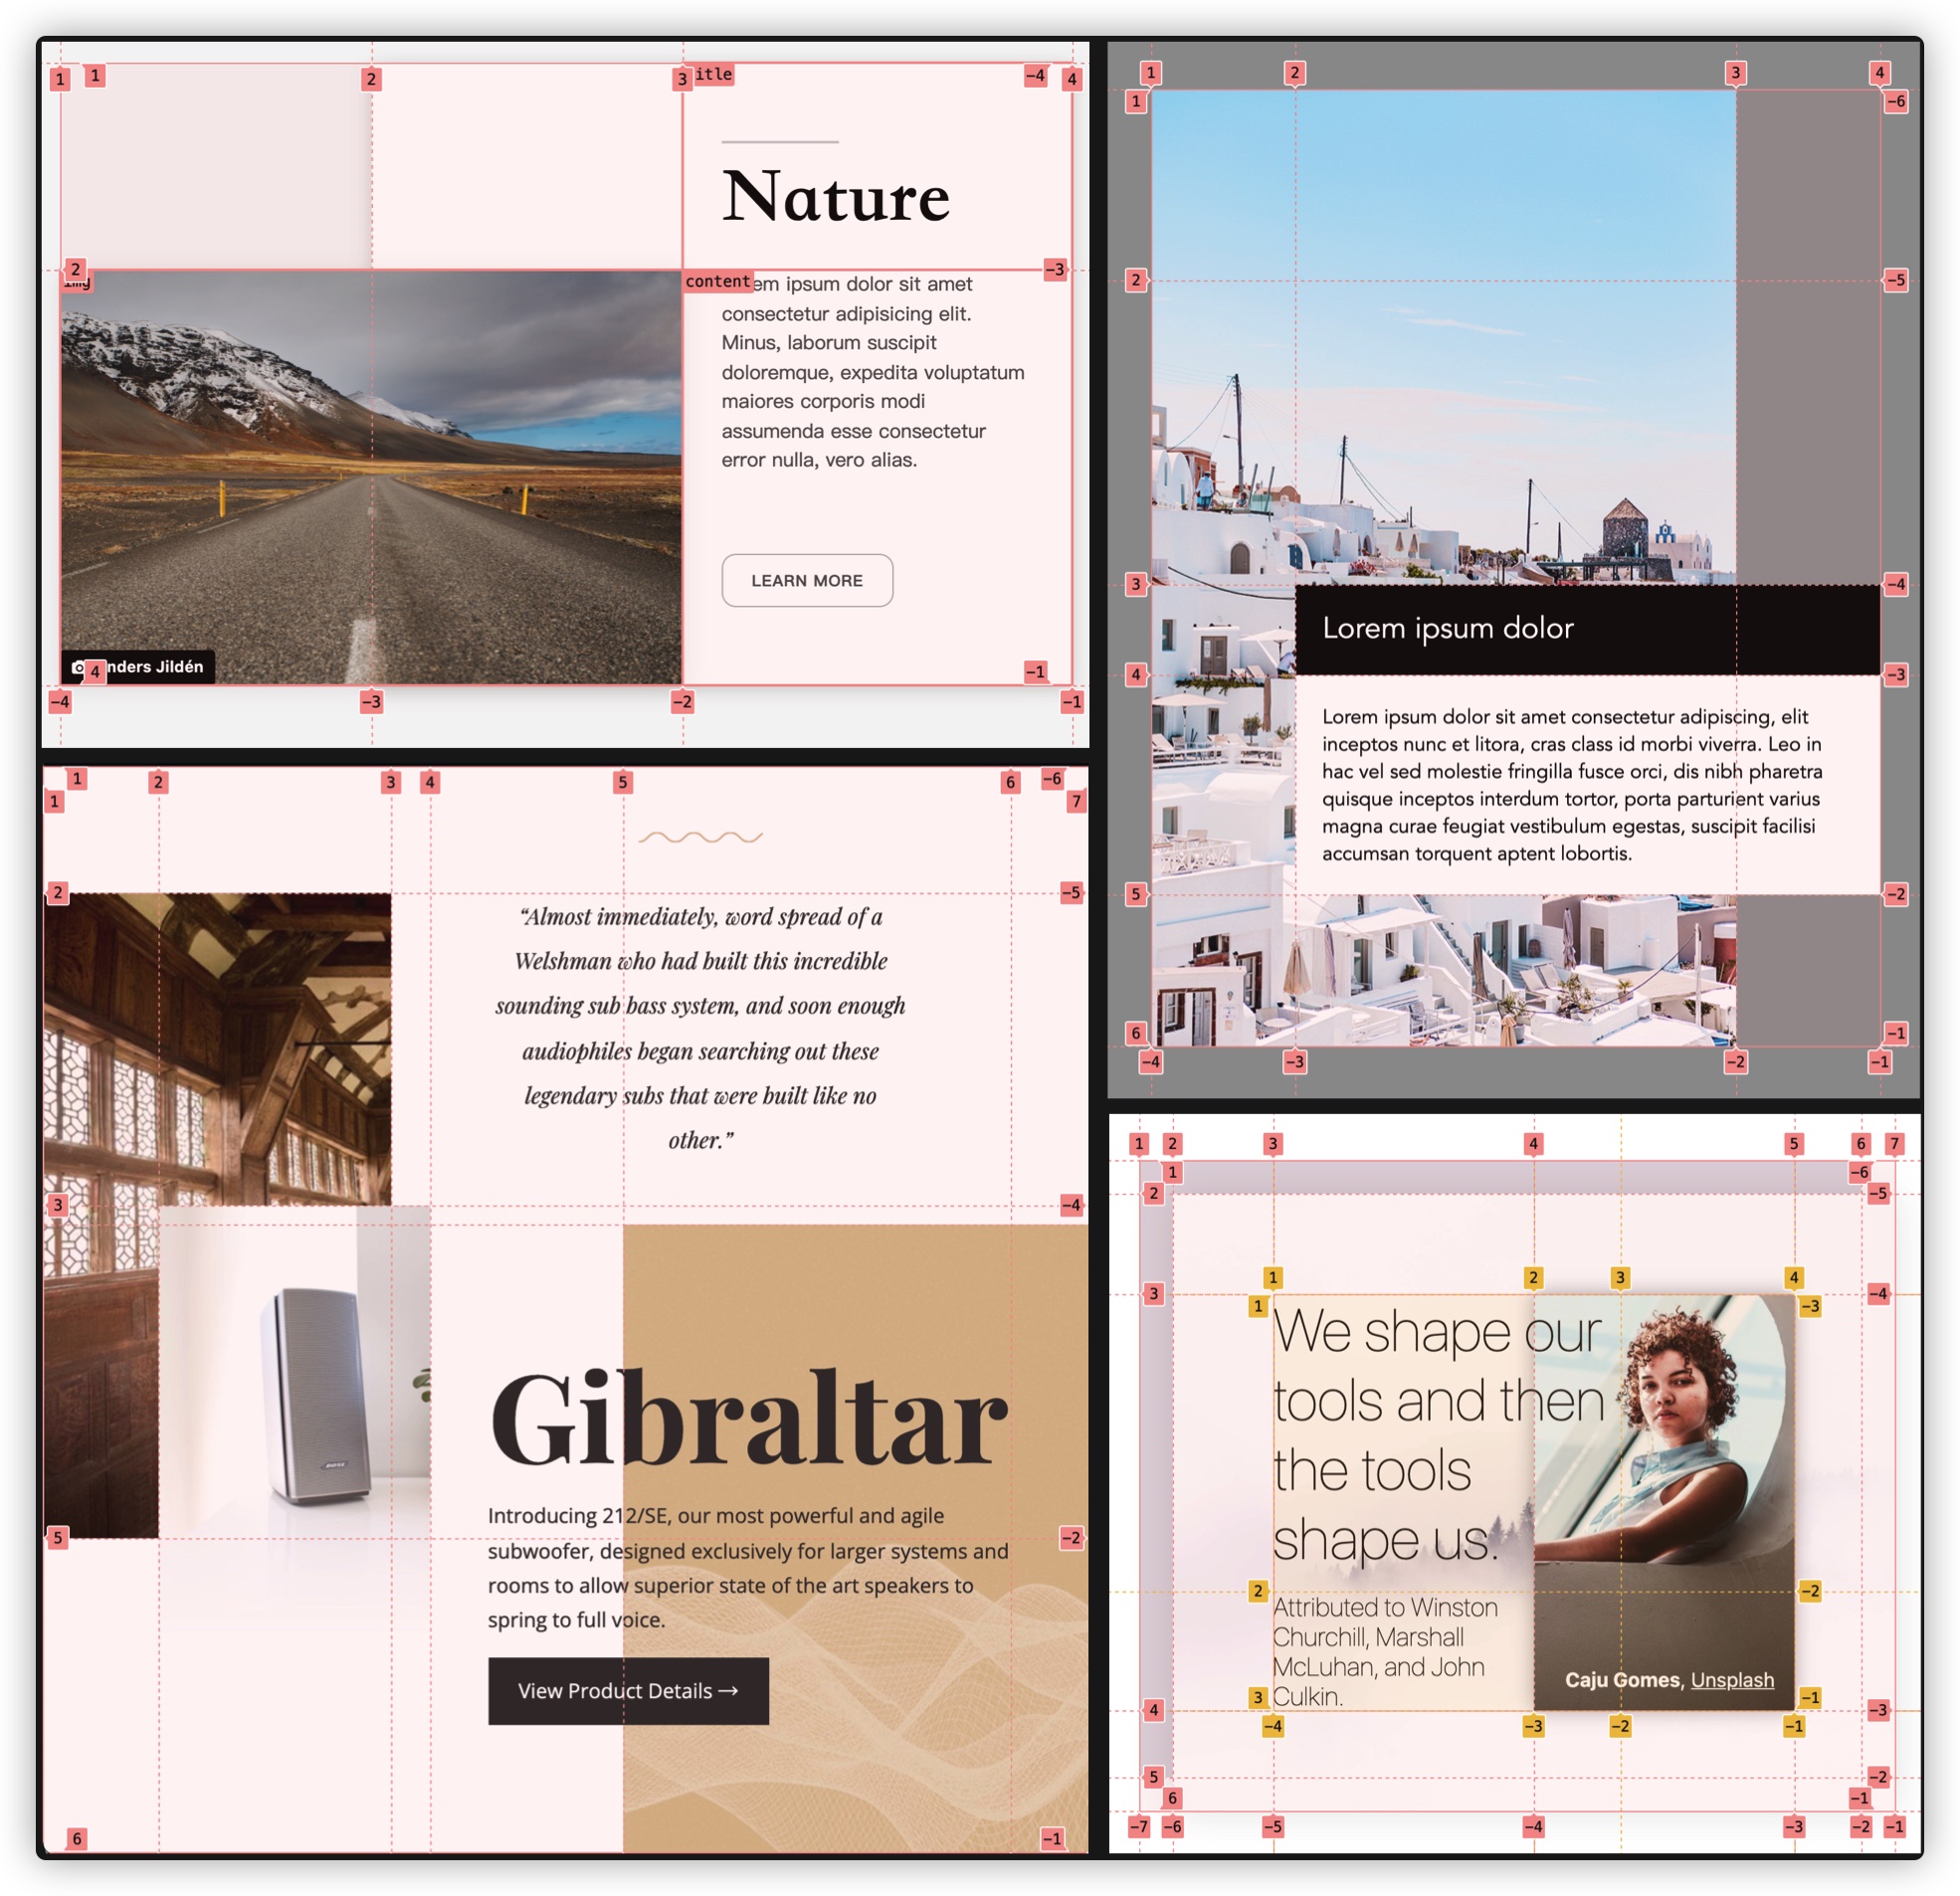 1 1 2 3 itle -4 4
Nature
2 -3
img content
em ipsum dolor sit amet
consectetur adipisicing elit.
Minus, laborum suscipit
doloremque, expedita voluptatum
maiores corporis modi
assumenda esse consectetur
error nulla, vero alias.
LEARN MORE
4 nders Jildén -1
-4 -3 -2 -1
1 2 3 4
1 -6
2 -5
3 -4
Lorem ipsum dolor
4 -3
Lorem ipsum dolor sit amet consectetur adipiscing, elit
inceptos nunc et litora, cras class id morbi viverra. Leo in
hac vel sed molestie fringilla fusce orci, dis nibh pharetra
quisque inceptos interdum tortor, porta parturient varius
magna curae feugiat vestibulum egestas, suscipit facilisi
accumsan torquent aptent lobortis.
5 -2
6 -1
-4 -3 -2 -1
1 2 3 4 5 6 -6
1 7
2 -5
“Almost immediately, word spread of a
Welshman who had built this incredible
sounding sub bass system, and soon enough
audiophiles began searching out these
legendary subs that were built like no
other.”
3 -4
BOSE
Gibraltar
Introducing 212/SE, our most powerful and agile
5 -2
subwoofer, designed exclusively for larger systems and
rooms to allow superior state of the art speakers to
spring to full voice.
View Product Details →
6 -1
1 2 3 4 5 6 7
1 -6
2 -5
1 2 3 4
3 -4
1 -3
We shape our
tools and then
the tools
shape us.
2 -2
Attributed to Winston
Churchill, Marshall
McLuhan, and John
Culkin.
Caju Gomes, Unsplash
3 -1
4 -3
-4 -3 -2 -1
5 -2
6 -1
-7 -6 -5 -4 -3 -2 -1